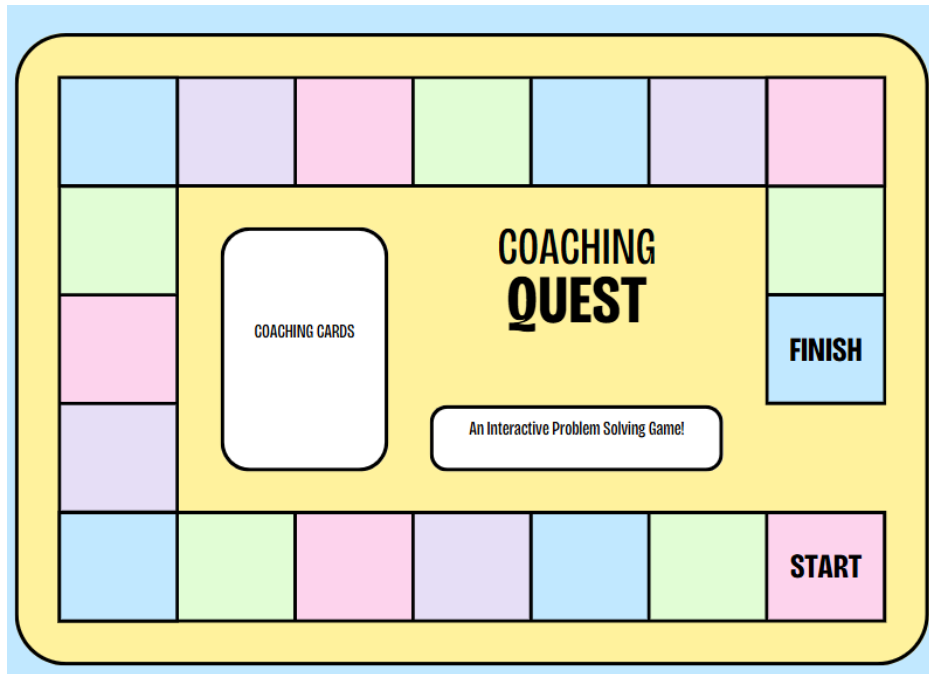 COACHING
QUEST
COACHING CARDS
FINISH
An Interactive Problem Solving Game!
START